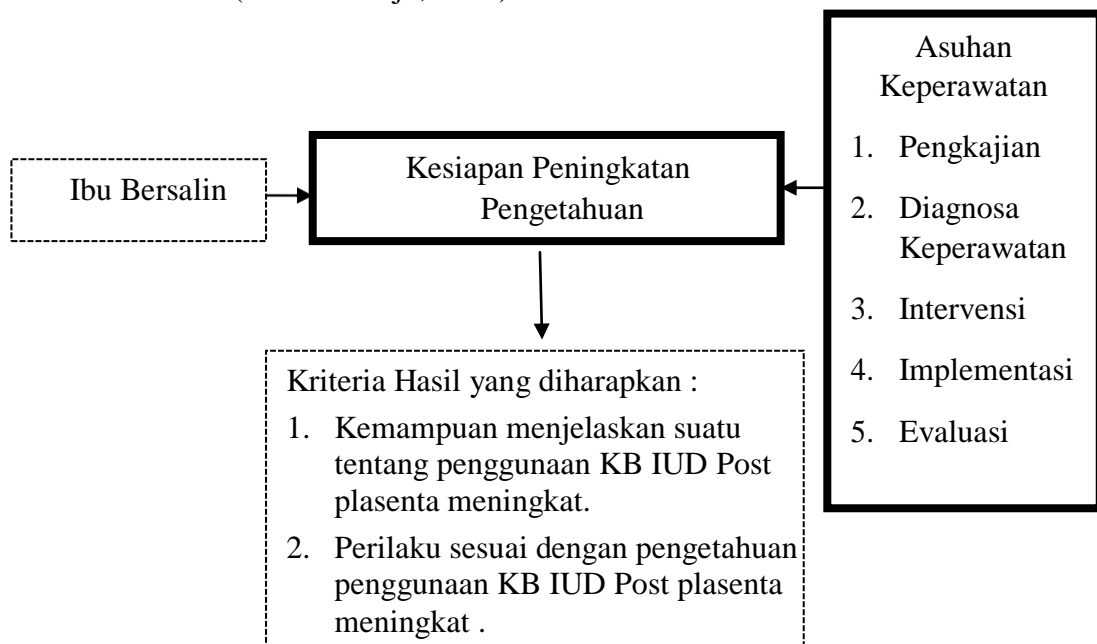 Ibu Bersalin
Kesiapan Peningkatan
Pengetahuan
Asuhan
Keperawatan
1. Pengkajian
2. Diagnosa
Keperawatan
3. Intervensi
4. Implementasi
5. Evaluasi
Kriteria Hasil yang diharapkan :
1. Kemampuan menjelaskan suatu
tentang penggunaan KB IUD Post
plasenta meningkat.
2. Perilaku sesuai dengan pengetahuan
penggunaan KB IUD Post plasenta
meningkat .